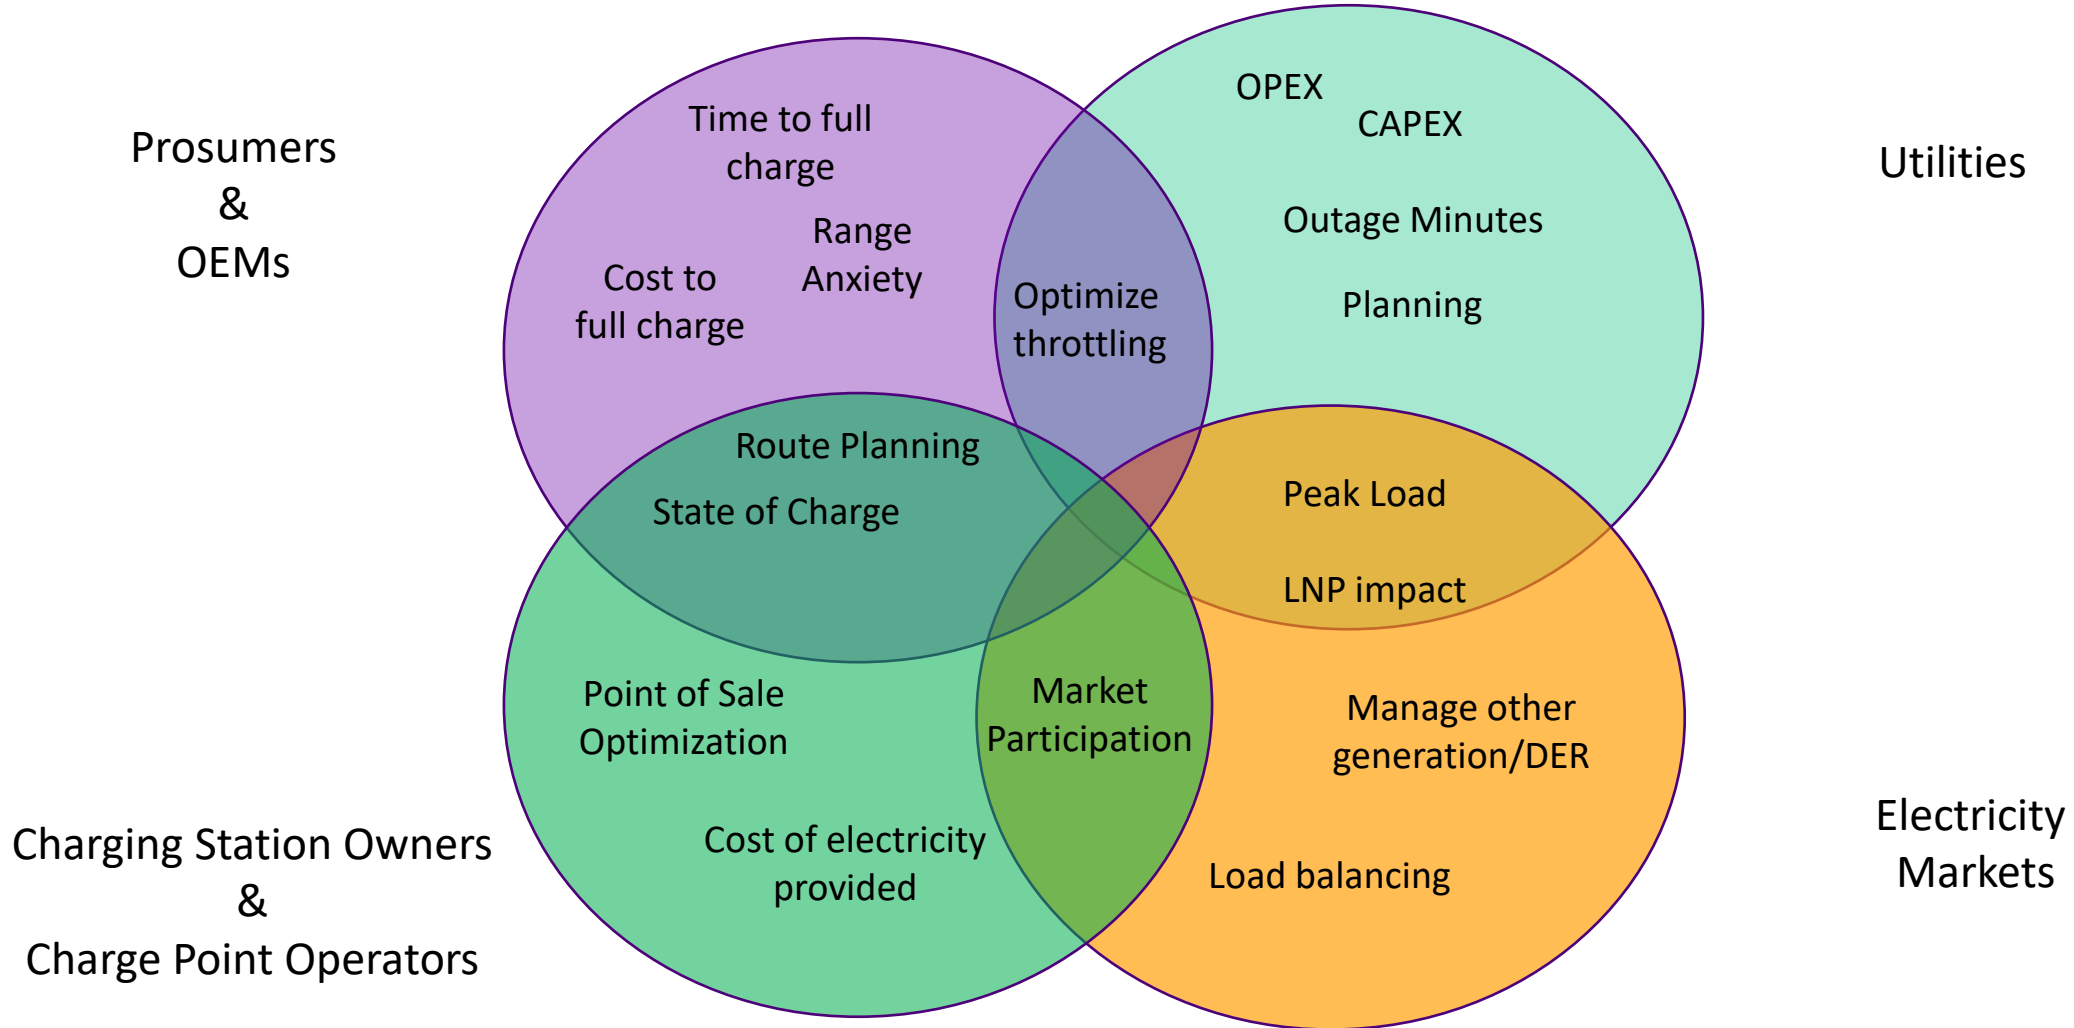 Prosumers
&
OEMs
Time to full
charge
Range
Anxiety
Cost to
full charge
Optimize
throttling
OPEX
CAPEX
Outage Minutes
Planning
Utilities
Route Planning
State of Charge
Peak Load
LNP impact
Point of Sale
Optimization
Cost of electricity
provided
Market
Participation
Manage other
generation/DER
Load balancing
Charging Station Owners
&
Charge Point Operators
Electricity
Markets